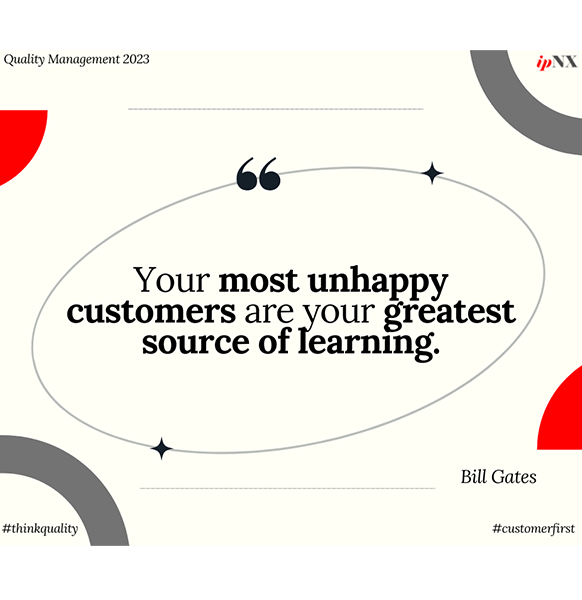 Quality Management 2023
ipNX
“
Your most unhappy
customers are your greatest
source of learning.
Bill Gates
#thinkquality
#customerfirst